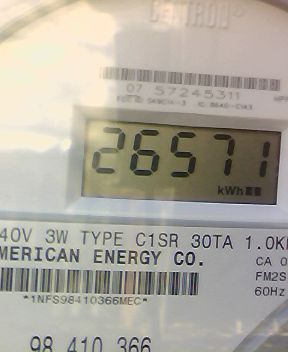 CENTRON®
07 57245311
26571
kWh
40V 3W TYPE C1SR 30TA 1.0K
MERICAN ENERGY CO.
CA 0
FM2S
60Hz
*1NFS98410366MEC*
98 410 366